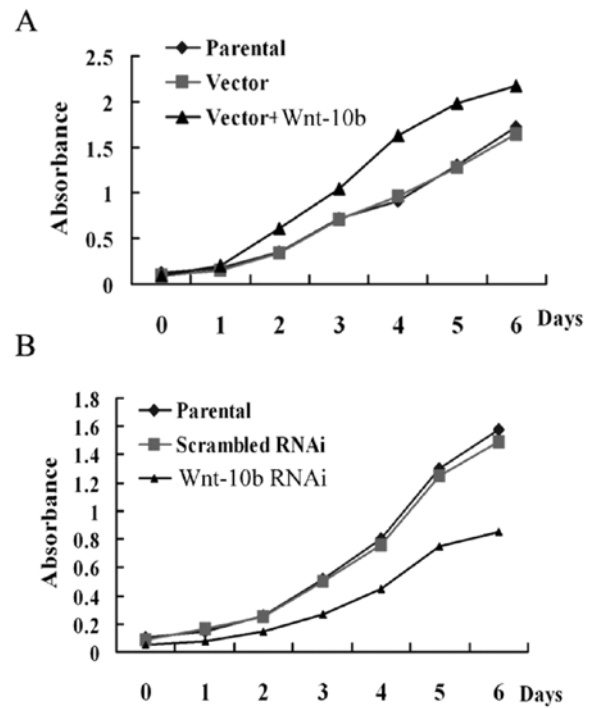 A
Parental
Vector
Vector+Wnt-10b
2.5
2
1.5
1
0.5
0
Absorbance
0 1 2 3 4 5 6 Days
B
Parental
Scrambled RNAi
Wnt-10b RNAi
1.8
1.6
1.4
1.2
1
0.8
0.6
0.4
0.2
0
Absorbance
0 1 2 3 4 5 6 Days